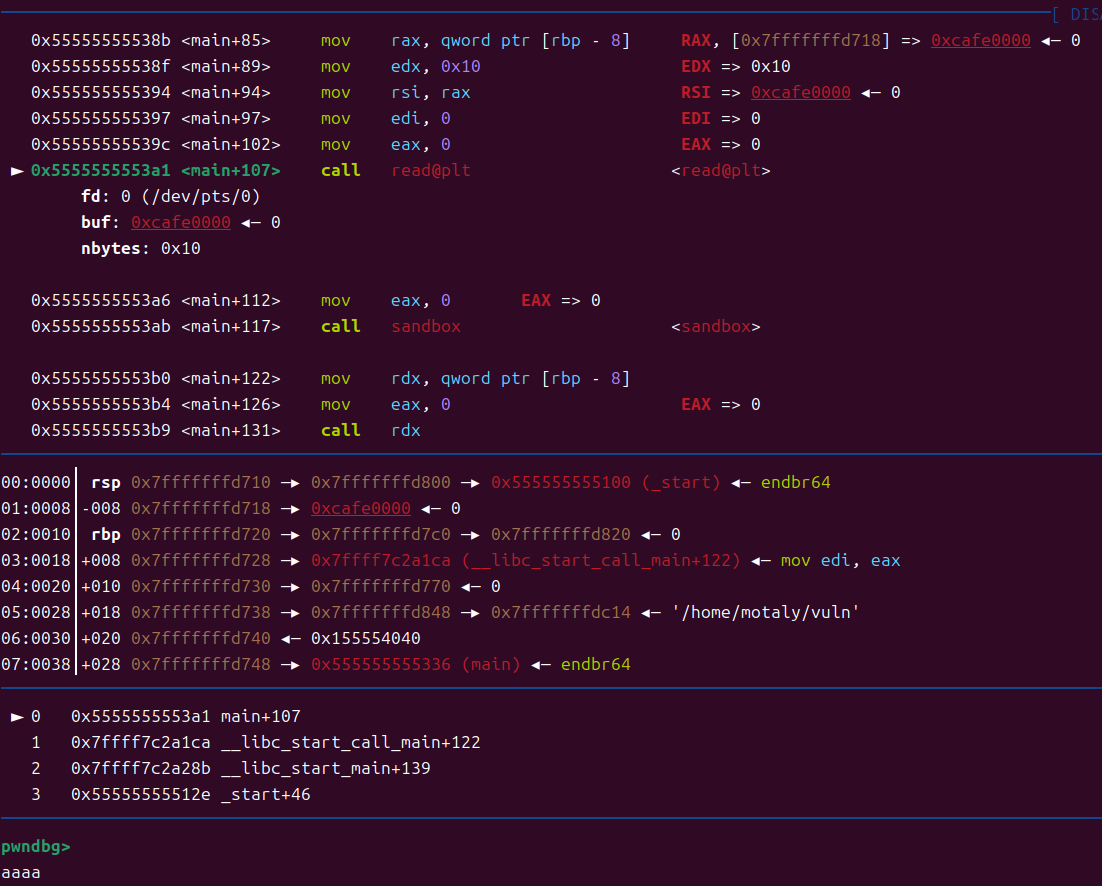 [ DISA
0x55555555538b <main+85> mov rax, qword ptr [rbp - 8] RAX, [0x7fffffffd718] => 0xcafe0000 ◄— 0
0x55555555538f <main+89> mov edx, 0x10 EDX => 0x10
0x555555555394 <main+94> mov rsi, rax RSI => 0xcafe0000 ◄— 0
0x555555555397 <main+97> mov edi, 0 EDI => 0
0x55555555539c <main+102> mov eax, 0 EAX => 0
► 0x5555555553a1 <main+107> call read@plt <read@plt>
fd: 0 (/dev/pts/0)
buf: 0xcafe0000 ◄— 0
nbytes: 0x10
0x5555555553a6 <main+112> mov eax, 0 EAX => 0
0x5555555553ab <main+117> call sandbox <sandbox>
0x5555555553b0 <main+122> mov rdx, qword ptr [rbp - 8]
0x5555555553b4 <main+126> mov eax, 0 EAX => 0
0x5555555553b9 <main+131> call rdx
00:0000│ rsp 0x7fffffffd710 —► 0x7fffffffd800 —► 0x555555555100 (_start) ◄— endbr64
01:0008│-008 0x7fffffffd718 —► 0xcafe0000 ◄— 0
02:0010│ rbp 0x7fffffffd720 —► 0x7fffffffd7c0 —► 0x7fffffffd820 ◄— 0
03:0018│+008 0x7fffffffd728 —► 0x7ffff7c2a1ca (__libc_start_call_main+122) ◄— mov edi, eax
04:0020│+010 0x7fffffffd730 —► 0x7fffffffd770 ◄— 0
05:0028│+018 0x7fffffffd738 —► 0x7fffffffd848 —► 0x7fffffffdc14 ◄— '/home/motaly/vuln'
06:0030│+020 0x7fffffffd740 ◄— 0x155554040
07:0038│+028 0x7fffffffd748 —► 0x555555555336 (main) ◄— endbr64
► 0 0x5555555553a1 main+107
1 0x7ffff7c2a1ca __libc_start_call_main+122
2 0x7ffff7c2a28b __libc_start_main+139
3 0x55555555512e _start+46
pwndbg>
aaaa